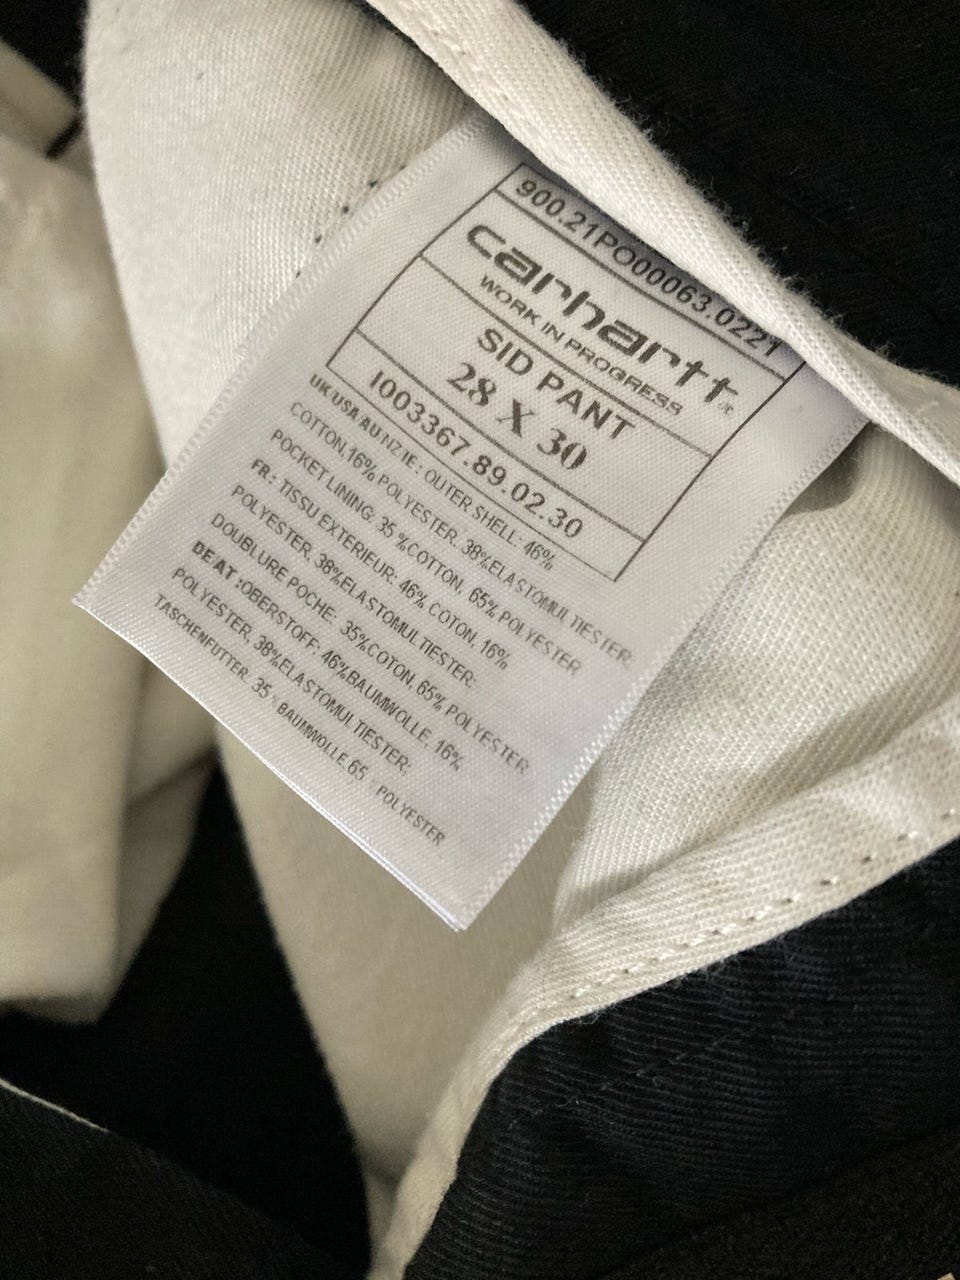 900.21PO00063.0221
carhartt
WORK IN PROGRESS
SID PANT
28 X 30
I003367.89.02.30
UK/USA/AU/NZ IE : OUTER SHELL: 46%
COTTON,16% POLYESTER, 38%ELASTOMULTIESTER:
POCKET LINING: 35 %COTTON, 65% POLYESTER
FR : TISSU EXTERIEUR: 46% COTON, 16%
POLYESTER, 38%ELASTOMULTIESTER:
DOUBLURE POCHE: 35%COTON, 65% POLYESTER
DE AT :OBERSTOFF: 46%BAUMWOLLE, 16%
POLYESTER, 38%ELASTOMULTIESTER:
TASCHENFUTTER: 35 %BAUMWOLLE,65 % POLYESTER